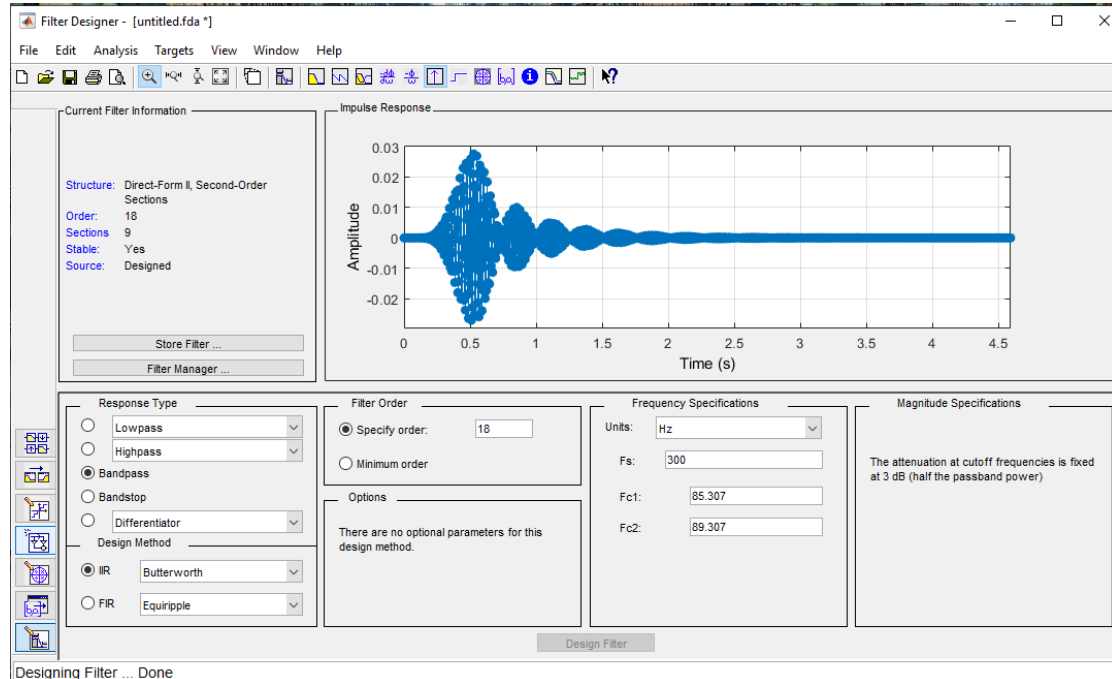 Filter Designer - [untitled.fda *]
File Edit Analysis Targets View Window Help
Current Filter Information
Structure: Direct-Form II, Second-Order
Sections
Order: 18
Sections 9
Stable: Yes
Source: Designed
Store Filter ...
Filter Manager ...
Impulse Response
Amplitude
0.03
0.02
0.01
0
-0.01
-0.02
0 0.5 1 1.5 2 2.5 3 3.5 4 4.5
Time (s)
Response Type
Lowpass
Highpass
Bandpass
Bandstop
Differentiator
Design Method
IIR Butterworth
FIR Equiripple
Filter Order
Specify order: 18
Minimum order
Options
There are no optional parameters for this
design method.
Frequency Specifications
Units: Hz
Fs: 300
Fc1: 85.307
Fc2: 89.307
Magnitude Specifications
The attenuation at cutoff frequencies is fixed
at 3 dB (half the passband power)
Design Filter
Designing Filter ... Done